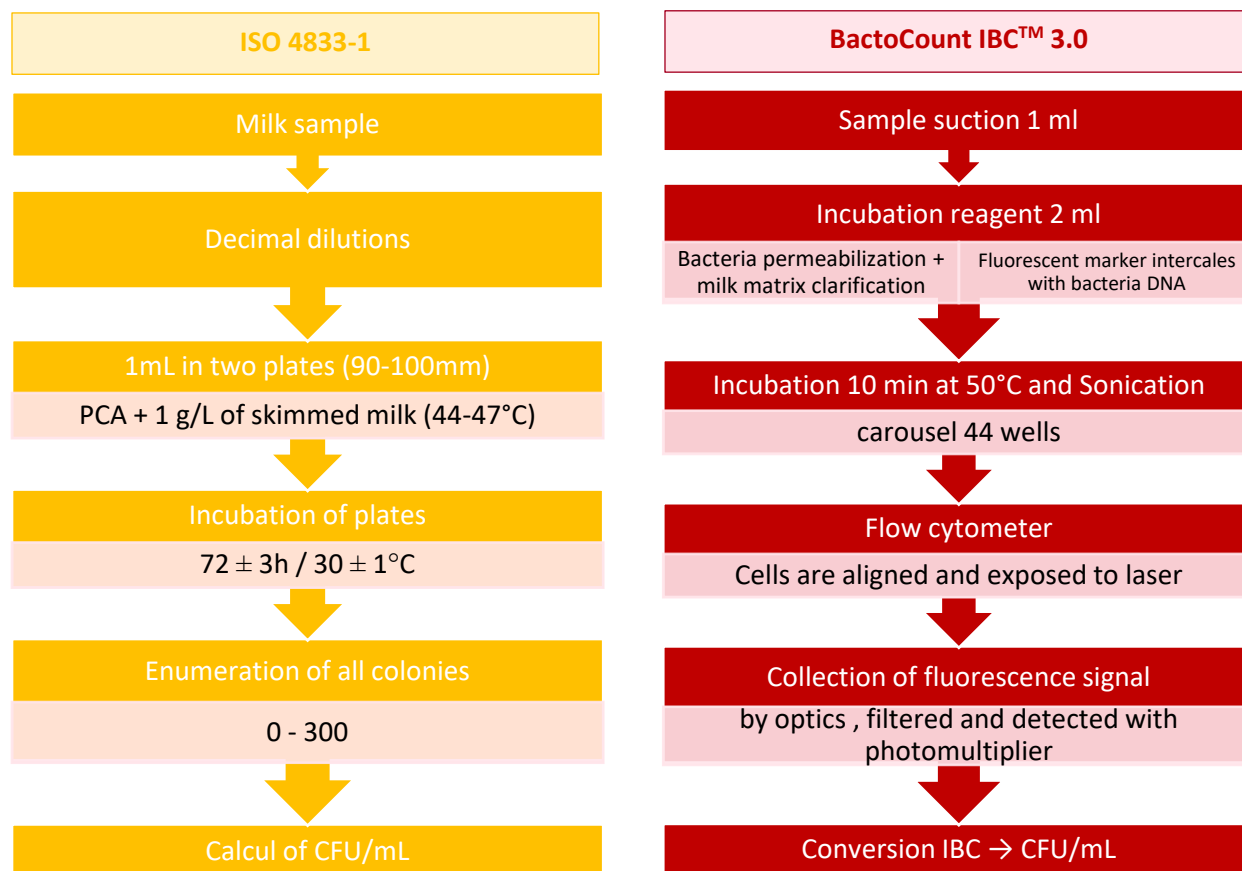 ISO 4833-1
Milk sample
Decimal dilutions
1mL in two plates (90-100mm)
PCA + 1 g/L of skimmed milk (44-47°C)
Incubation of plates
72 ± 3h / 30 ± 1°C
Enumeration of all colonies
0 - 300
Calcul of CFU/mL
BactoCount IBC™ 3.0
Sample suction 1 ml
Incubation reagent 2 ml
Bacteria permeabilization +
milk matrix clarification
Fluorescent marker intercales
with bacteria DNA
Incubation 10 min at 50°C and Sonication
carousel 44 wells
Flow cytometer
Cells are aligned and exposed to laser
Collection of fluorescence signal
by optics , filtered and detected with
photomultiplier
Conversion IBC → CFU/mL